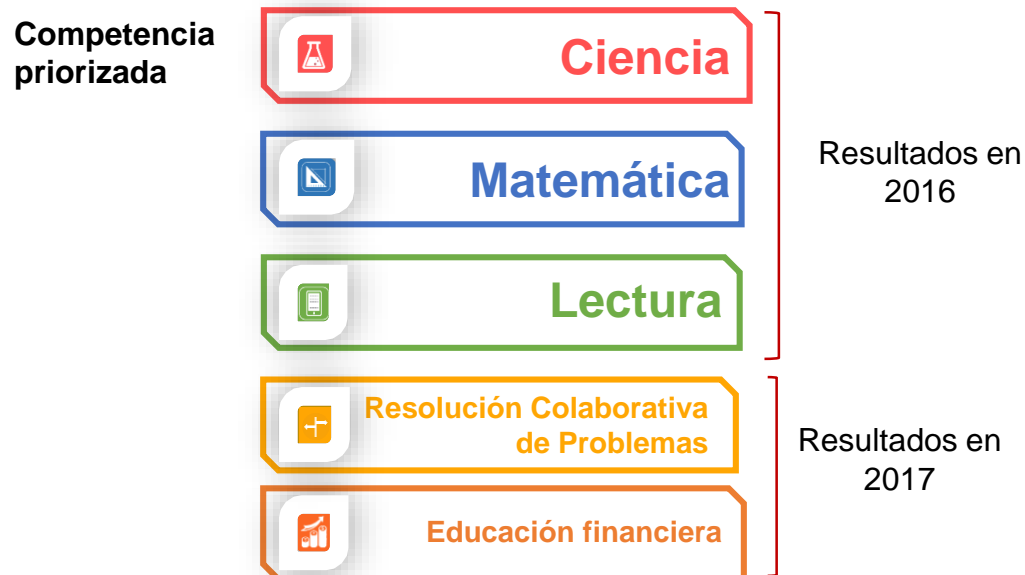 Competencia
priorizada
Ciencia
Matemática
Lectura
Resultados en
2016
Resolución Colaborativa
de Problemas
Educación financiera
Resultados en
2017